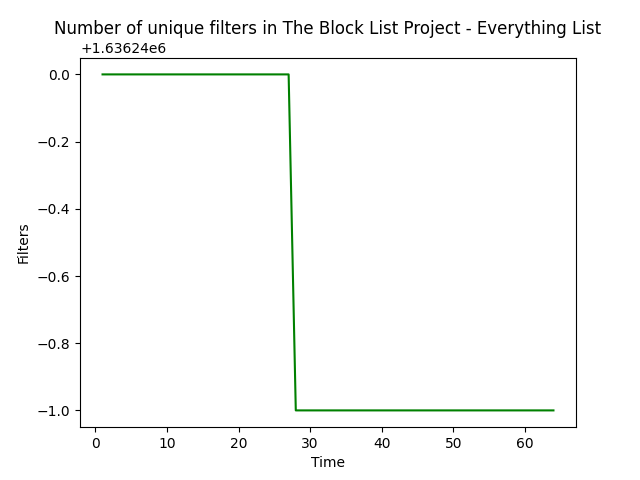 Number of unique filters in The Block List Project - Everything List
+1.63624e6
0.0
−0.2
−0.4
−0.6
−0.8
−1.0
Filters
0 10 20 30 40 50 60
Time